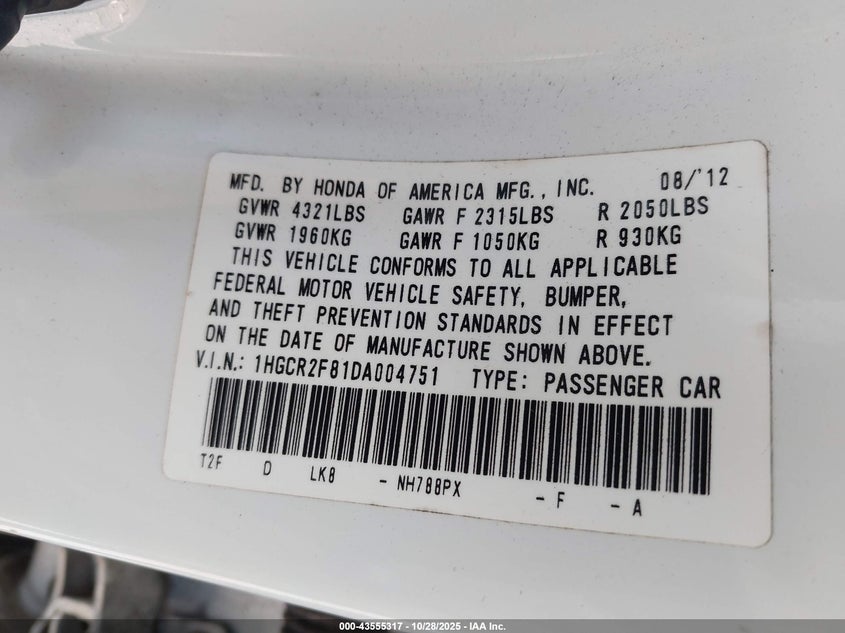 MFD. BY HONDA OF AMERICA MFG., INC. 08/'12
GVWR 4321LBS GAWR F 2315LBS R 2050LBS
GVWR 1960KG GAWR F 1050KG R 930KG
THIS VEHICLE CONFORMS TO ALL APPLICABLE
FEDERAL MOTOR VEHICLE SAFETY, BUMPER,
AND THEFT PREVENTION STANDARDS IN EFFECT
ON THE DATE OF MANUFACTURE SHOWN ABOVE.
V.I.N.: 1HGCR2F81DA004751 TYPE: PASSENGER CAR
T2F D LK8 - NH788PX - F - A
000-43555317 | 10/28/2025 - IAA Inc.